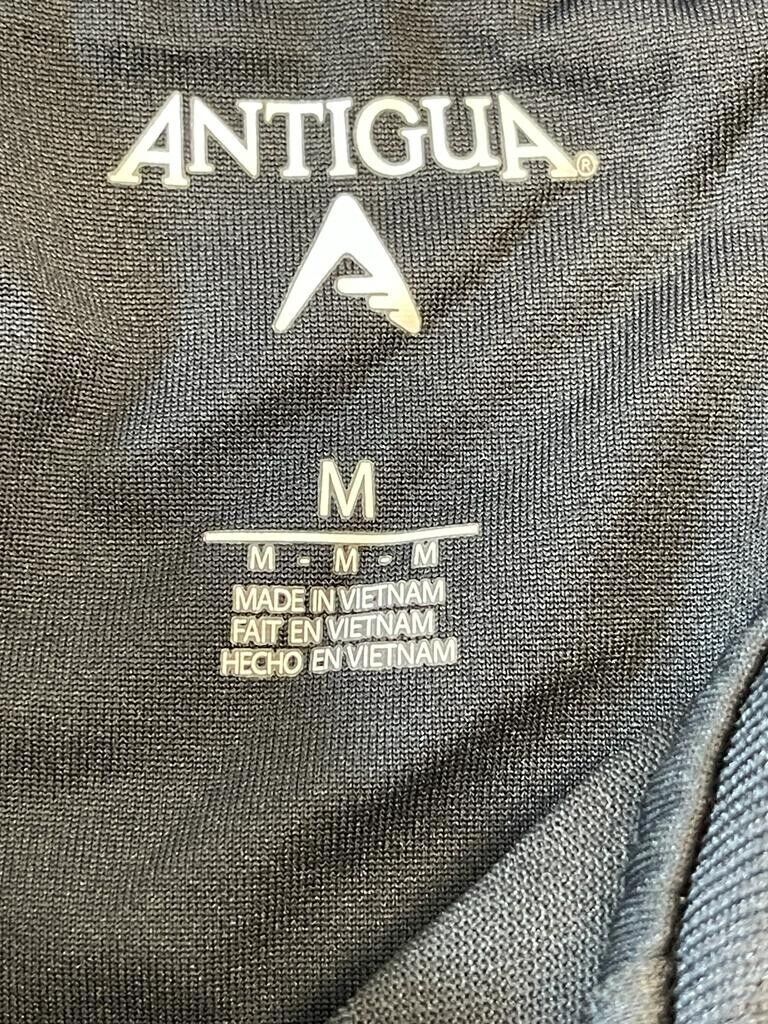 ANTIGUA®
M
M - M - M
MADE IN VIETNAM
FAIT EN VIETNAM
HECHO EN VIETNAM